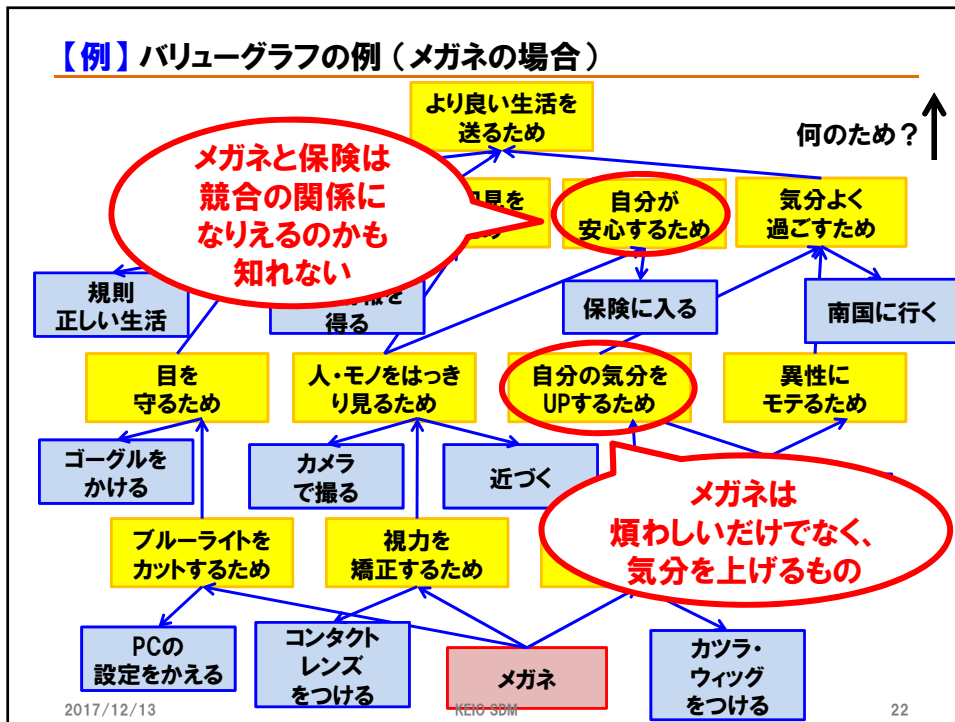 【例】バリューグラフの例(メガネの場合)
より良い生活を
送るため
何のため?
メガネと保険は
競合の関係に
なりえるのかも
知れない
見を
自分が
安心するため
気分よく
過ごすため
規則
正しい生活
得る
保険に入る
南国に行く
目を
守るため
人・モノをはっき
り見るため
自分の気分を
UPするため
異性に
モテるため
ゴーグルを
かける
カメラ
で撮る
近づく
メガネは
煩わしいだけでなく、
気分を上げるもの
ブルーライトを
カットするため
視力を
矯正するため
PCの
設定をかえる
コンタクト
レンズ
をつける
メガネ
カツラ・
ウィッグ
をつける
2017/12/13
KEIO SDM
22